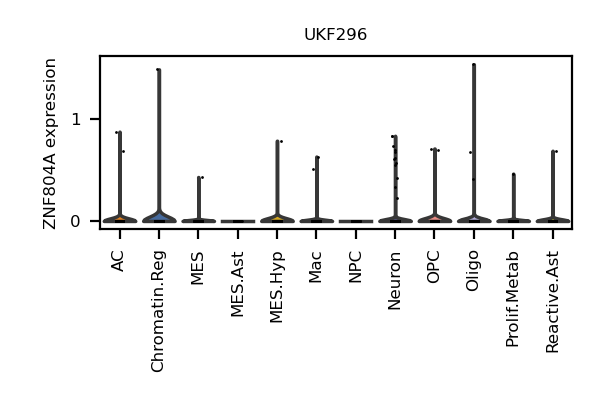 UKF296
ZNF804A expression
1
0
AC
Chromatin.Reg
MES
MES.Ast
MES.Hyp
Mac
NPC
Neuron
OPC
Oligo
Prolif.Metab
Reactive.Ast